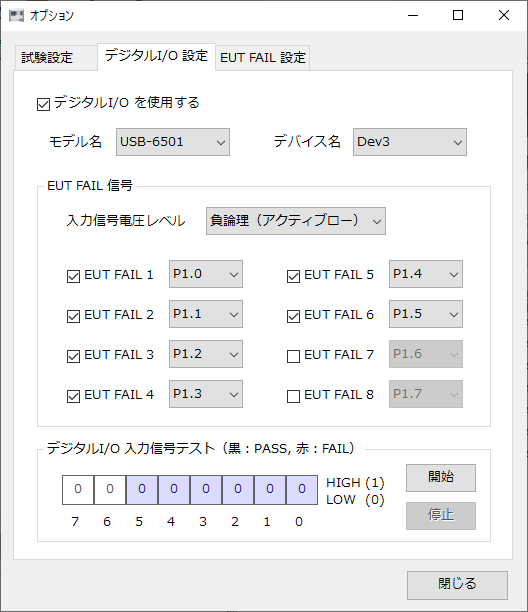 オプション
試験設定 デジタルI/O 設定 EUT FAIL 設定
デジタルI/O を使用する
モデル名 USB-6501 デバイス名 Dev3
EUT FAIL 信号
入力信号電圧レベル 負論理（アクティブロー）
EUT FAIL 1 P1.0 EUT FAIL 5 P1.4
EUT FAIL 2 P1.1 EUT FAIL 6 P1.5
EUT FAIL 3 P1.2 EUT FAIL 7 P1.6
EUT FAIL 4 P1.3 EUT FAIL 8 P1.7
デジタルI/O 入力信号テスト（黒：PASS, 赤：FAIL）
0 0 0 0 0 0 0 0 HIGH (1) 開始
LOW (0)
7 6 5 4 3 2 1 0 停止
閉じる